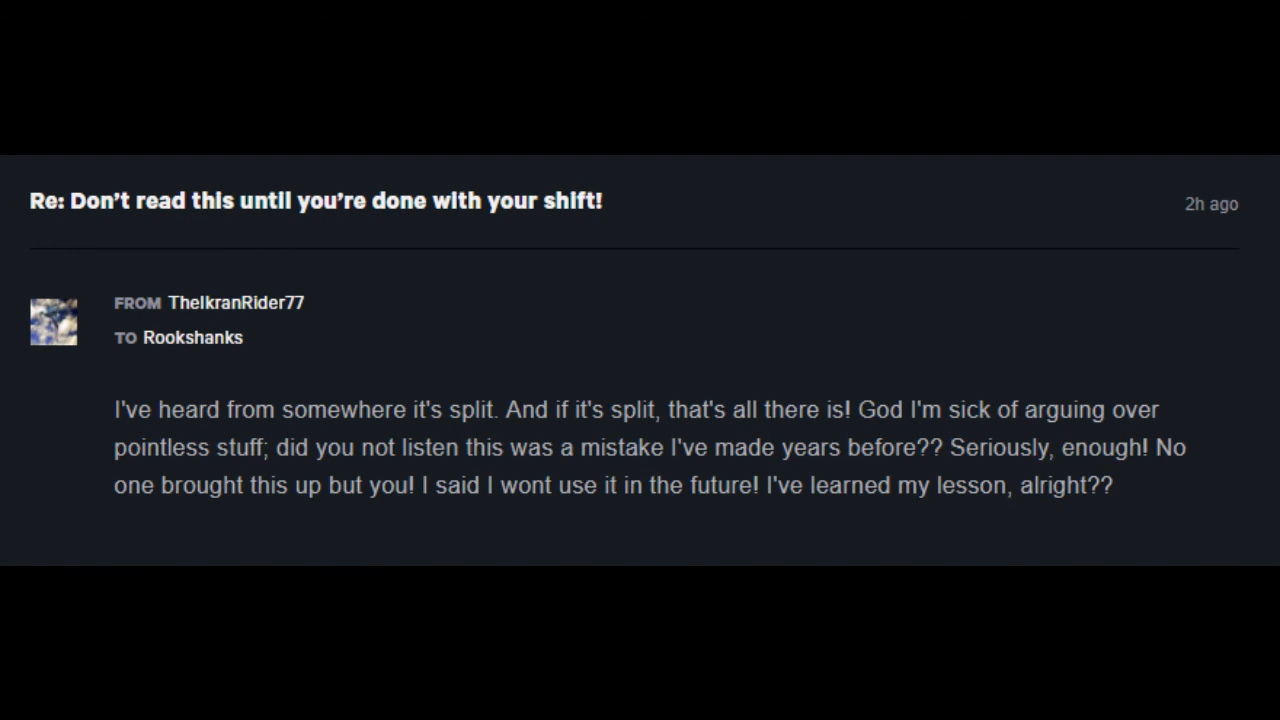 Re: Don’t read this until you’re done with your shift!
2h ago
FROM TheIkranRider77
TO Rookshanks
I've heard from somewhere it's split. And if it's split, that's all there is! God I'm sick of arguing over
pointless stuff; did you not listen this was a mistake I've made years before?? Seriously, enough! No
one brought this up but you! I said I wont use it in the future! I've learned my lesson, alright??